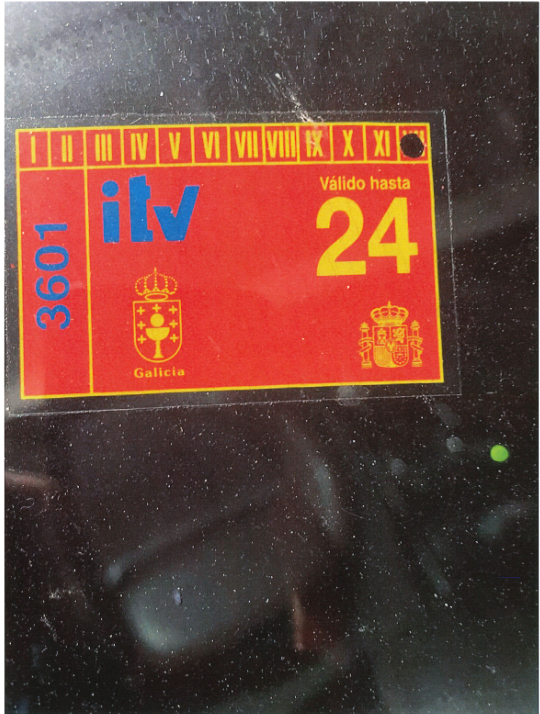 I II III IV V VI VII VIII IX X XI
itv
Válido hasta
24
3601
Galicia